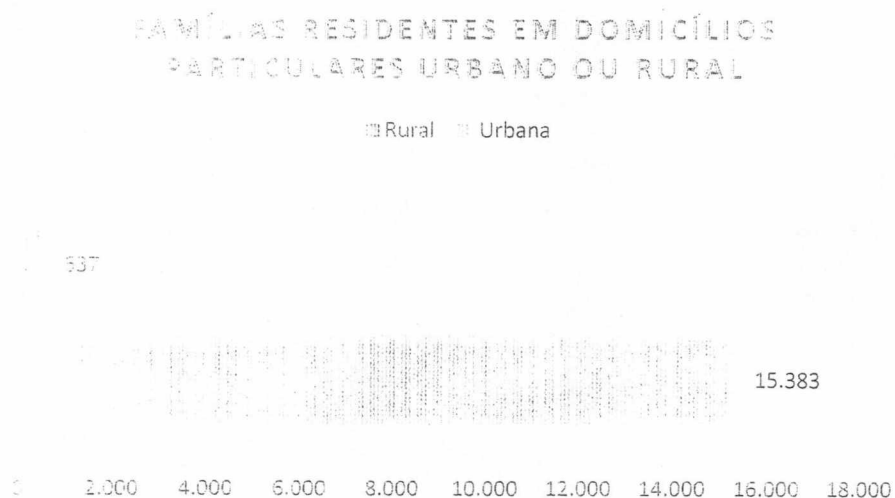 FAMÍLIAS RESIDENTES EM DOMICÍLIOS
PARTICULARES URBANO OU RURAL
Rural Urbana
15.383
2.000 4.000 6.000 8.000 10.000 12.000 14.000 16.000 18.000